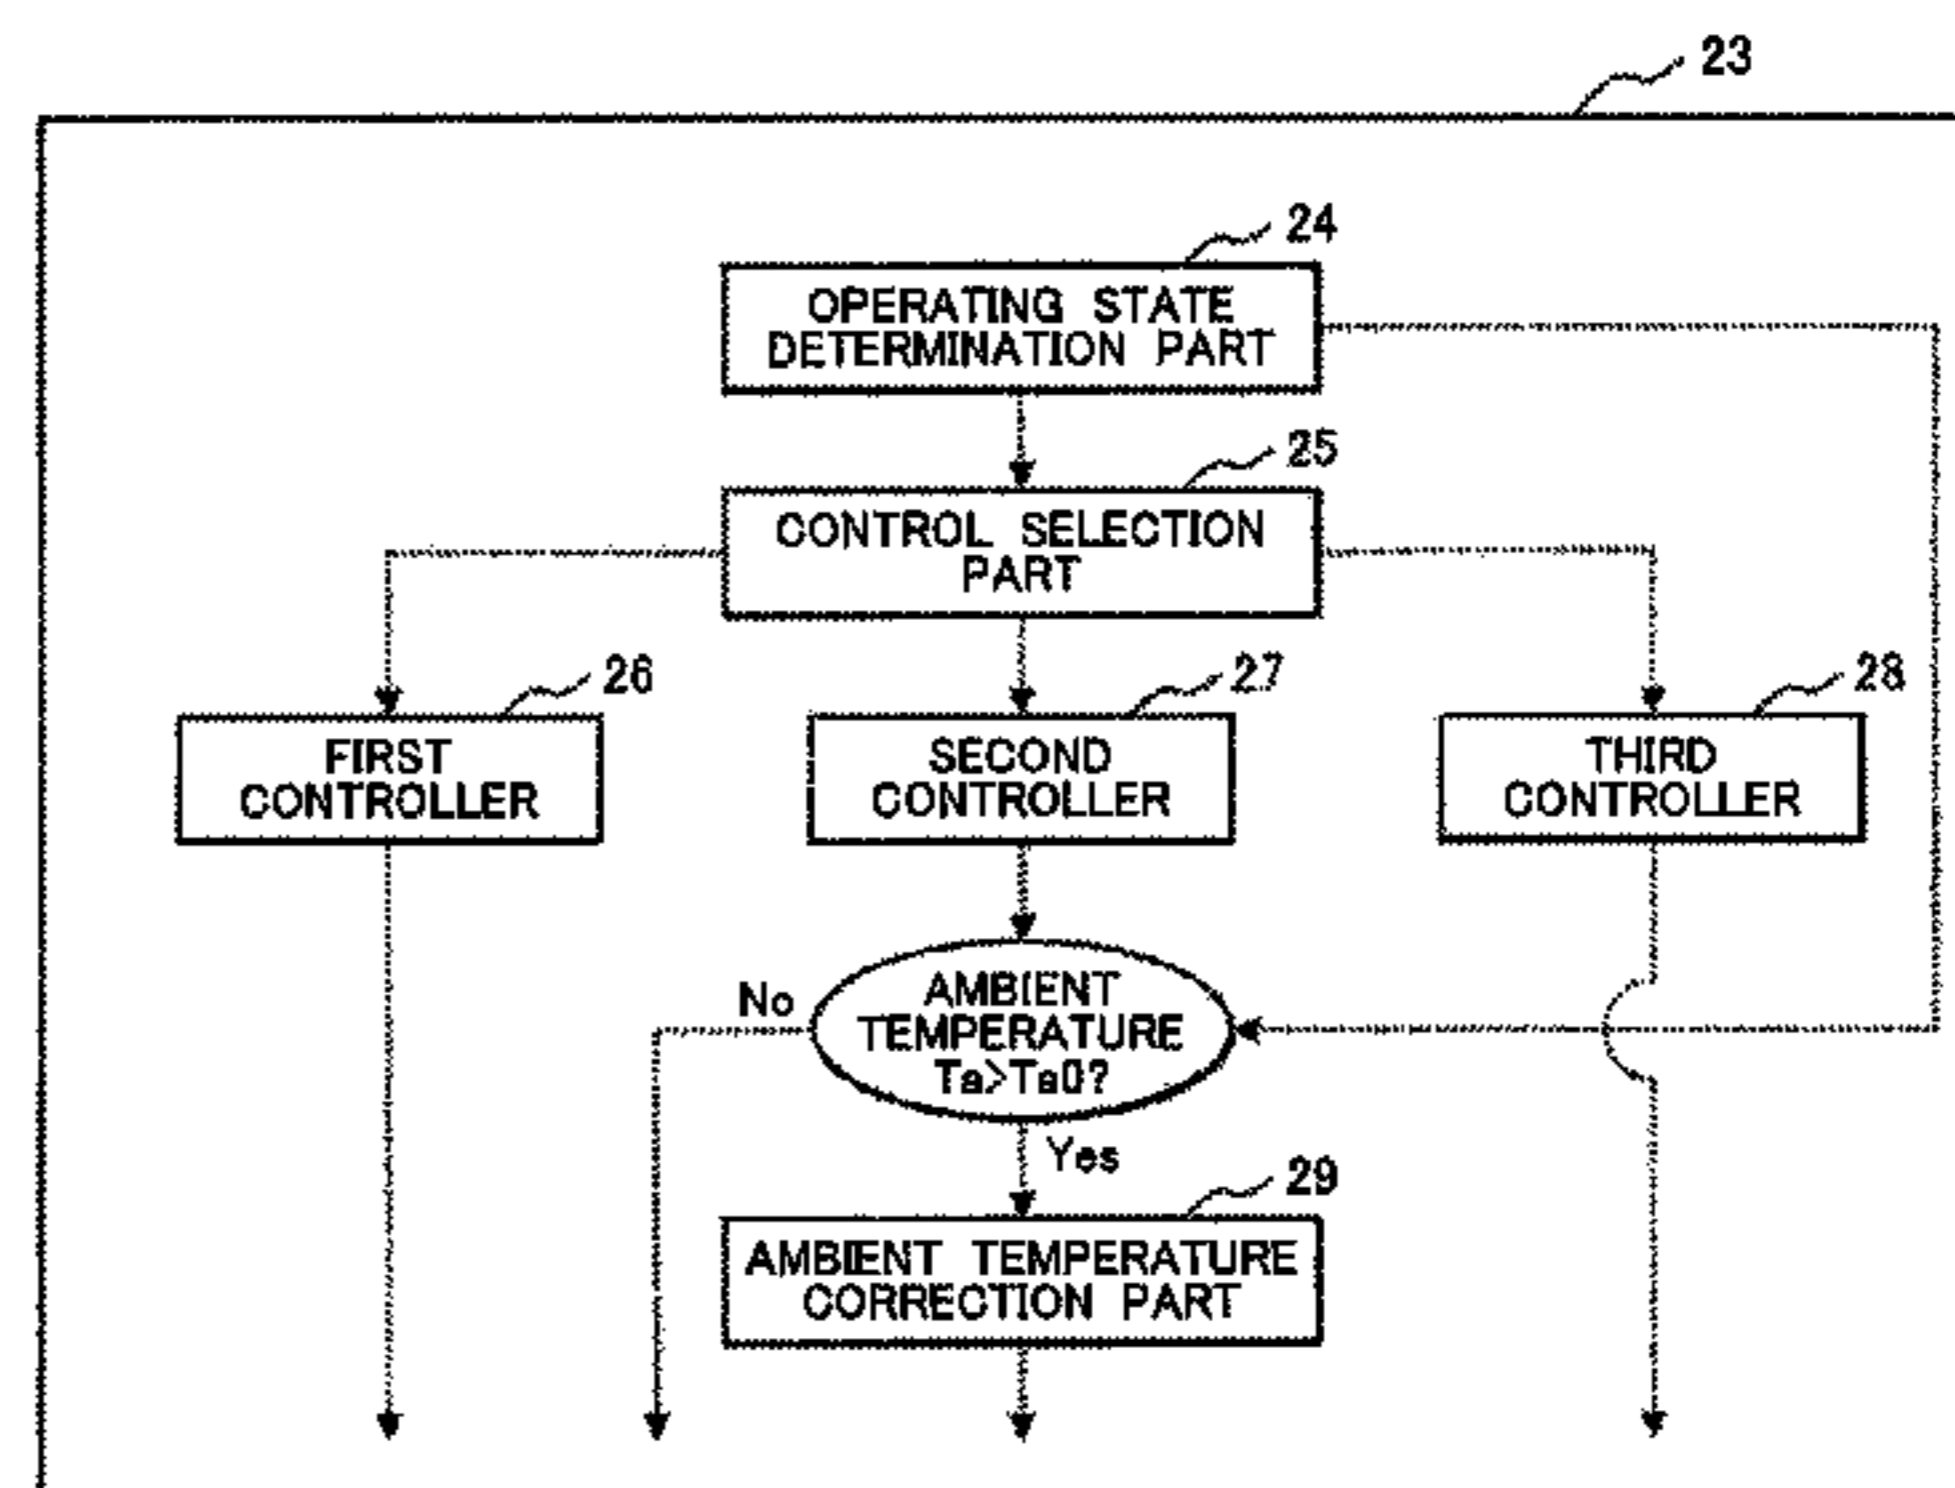 23
24
OPERATING STATE
DETERMINATION PART
25
CONTROL SELECTION
PART
26
FIRST
CONTROLLER
27
SECOND
CONTROLLER
28
THIRD
CONTROLLER
No
AMBIENT
TEMPERATURE
Ta>Ta0?
Yes
29
AMBIENT TEMPERATURE
CORRECTION PART